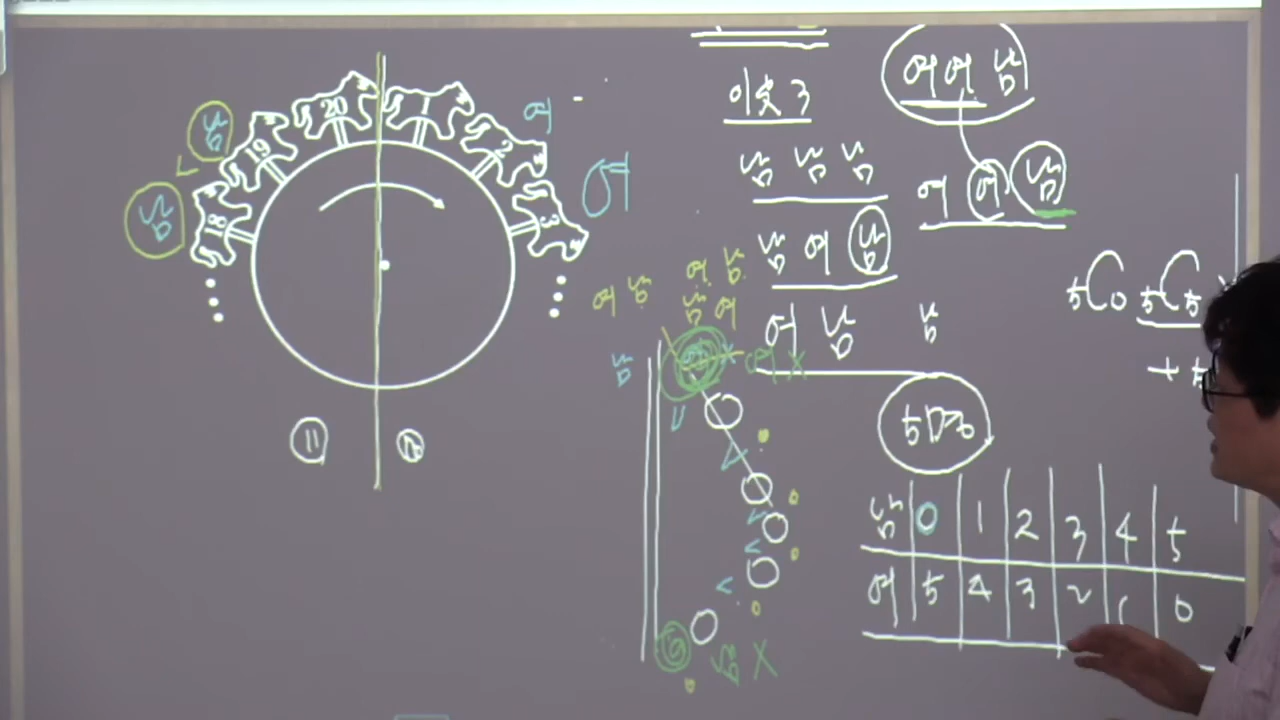 20 1
19 2
18 3
남
남
여
여
⑪
이웃 3
여여남
남 남 남
여 여 남
남 여 남
여 남 남
여 남
여 남
남 여
남
여 X
남 X
5C0 5C5
남 0 1 2 3 4 5
여 5 4 3 2 1 0